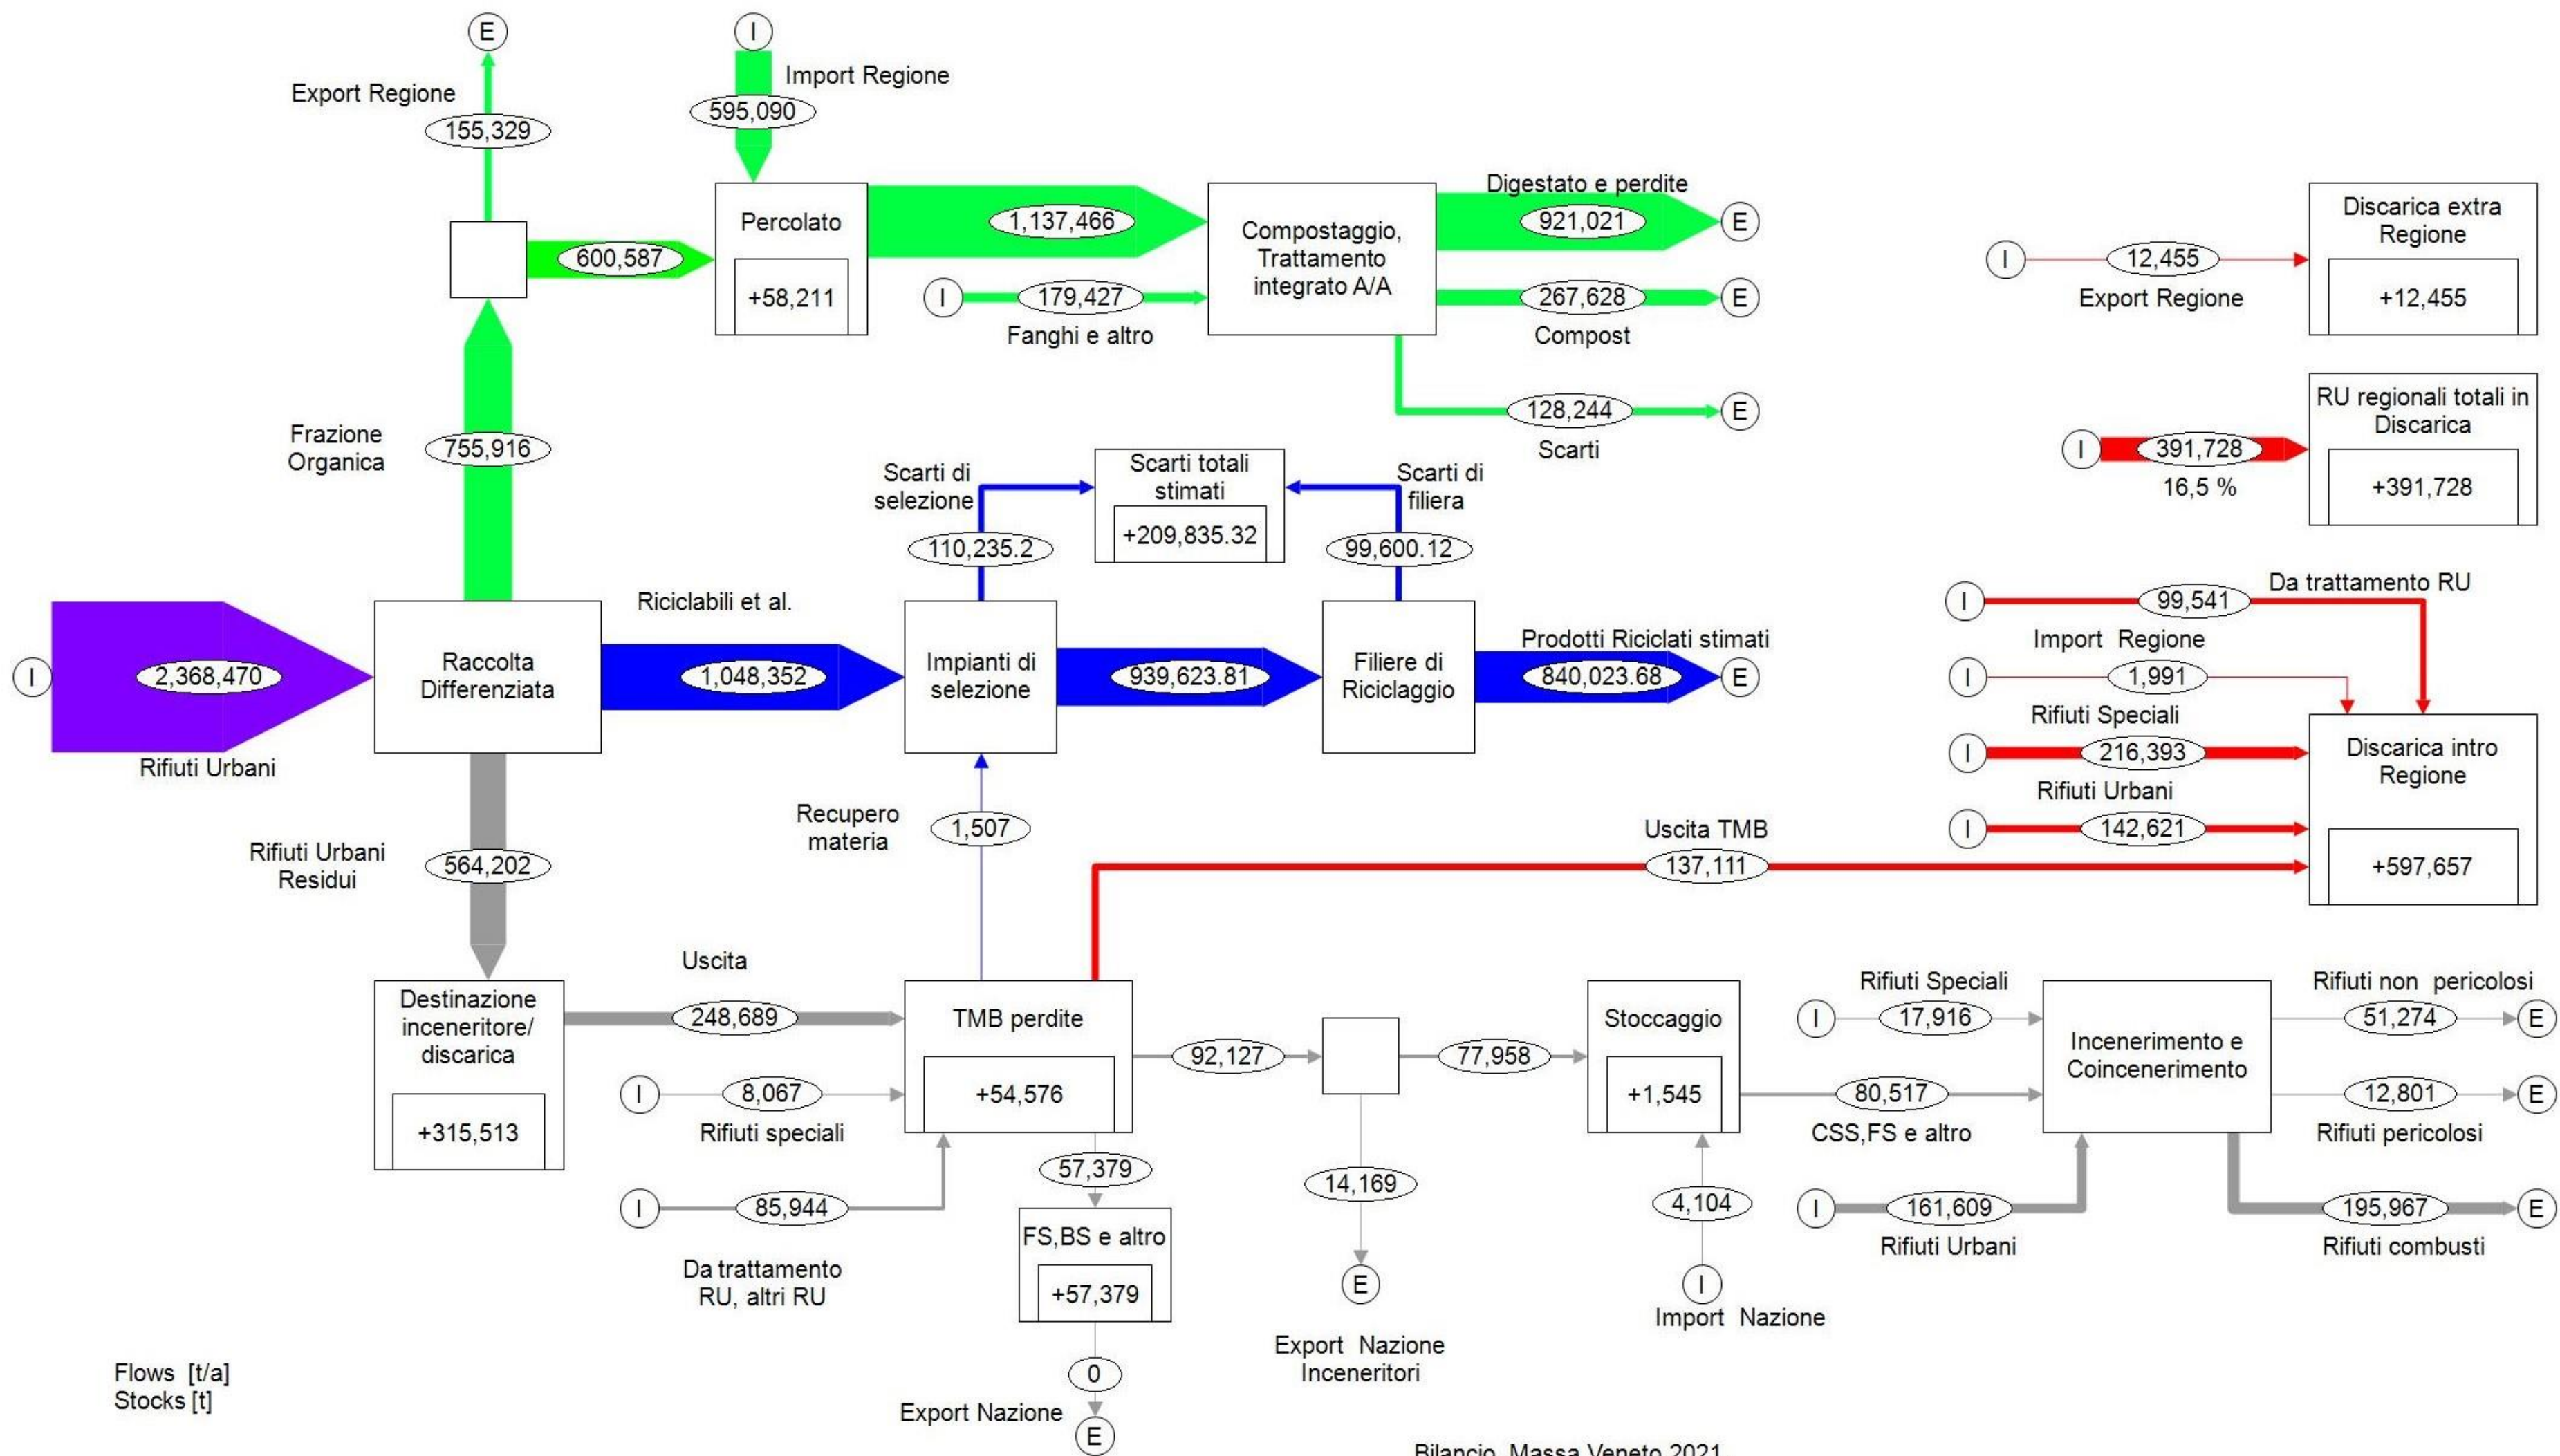 E
I
Export Regione
Import Regione
155,329
595,090
600,587
Percolato
+58,211
1,137,466
I
179,427
Fanghi e altro
Compostaggio,
Trattamento
integrato A/A
Digestato e perdite
921,021
E
267,628
E
Compost
128,244
E
Scarti
I
12,455
Export Regione
Discarica extra
Regione
+12,455
I
391,728
16,5 %
RU regionali totali in
Discarica
+391,728
Frazione
Organica
755,916
Scarti di
selezione
110,235.2
Scarti totali
stimati
+209,835.32
Scarti di
filiera
99,600.12
I
2,368,470
Rifiuti Urbani
Raccolta
Differenziata
Riciclabili et al.
1,048,352
Impianti di
selezione
939,623.81
Filiere di
Riciclaggio
Prodotti Riciclati stimati
840,023.68
E
I
99,541
Da trattamento RU
Import Regione
I
1,991
Rifiuti Speciali
I
216,393
Rifiuti Urbani
I
142,621
Discarica intro
Regione
+597,657
Recupero
materia
1,507
Uscita TMB
137,111
Rifiuti Urbani
Residui
564,202
Destinazione
inceneritore/
discarica
+315,513
Uscita
248,689
I
8,067
Rifiuti speciali
I
85,944
Da trattamento
RU, altri RU
TMB perdite
+54,576
57,379
FS,BS e altro
+57,379
0
Export Nazione
E
92,127
14,169
E
Export Nazione
Inceneritori
77,958
Stoccaggio
+1,545
4,104
I
Import Nazione
Rifiuti Speciali
I
17,916
80,517
CSS,FS e altro
I
161,609
Rifiuti Urbani
Incenerimento e
Coincenerimento
Rifiuti non pericolosi
51,274
E
12,801
E
Rifiuti pericolosi
195,967
E
Rifiuti combusti
Flows [t/a]
Stocks [t]
Bilancio Massa Veneto 2021